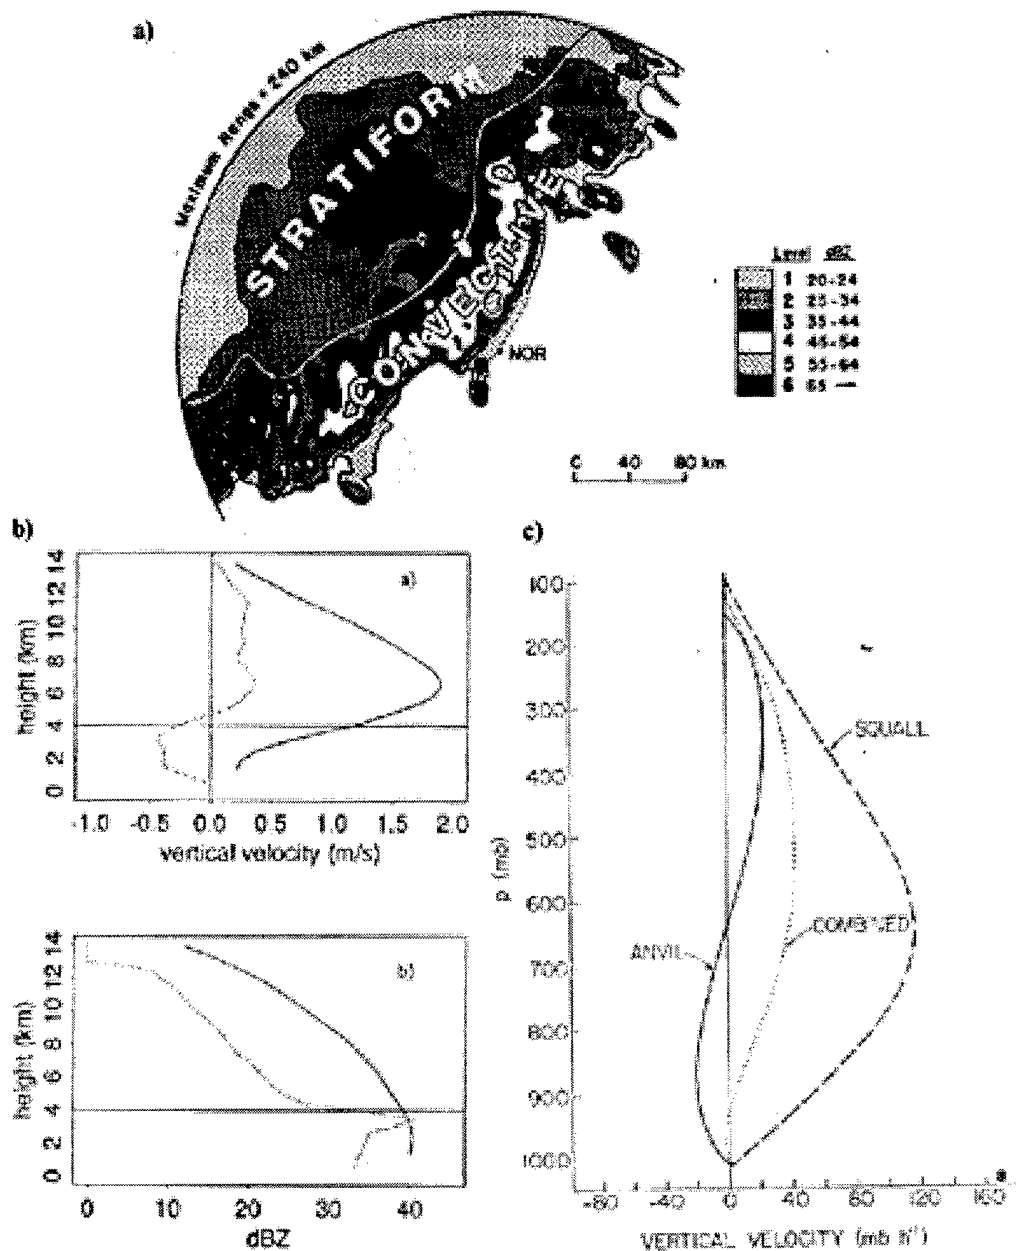 a)
Maximum Range = 240 km
STRATIFORM
CONVECTIVE
NOR
Level dBZ
1 20-24
2 25-34
3 35-44
4 45-54
5 55-64
6 65 —
0 40 80 km
b)
a)
height (km)
0 2 4 6 8 10 12 14
-1.0 -0.5 0.0 0.5 1.0 1.5 2.0
vertical velocity (m/s)
b)
height (km)
0 2 4 6 8 10 12 14
0 10 20 30 40
dBZ
c)
100
200
300
400
500
600
700
800
900
1000
p (mb)
SQUALL
COMBINED
ANVIL
-80 -40 0 40 80 120 160
VERTICAL VELOCITY (mb h⁻¹)